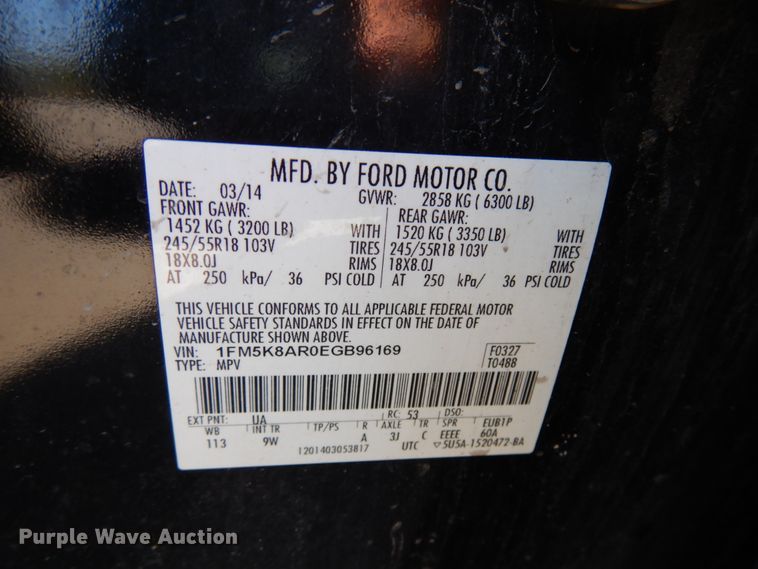 MFD. BY FORD MOTOR CO.
DATE: 03/14 GVWR: 2858 KG ( 6300 LB)
FRONT GAWR: REAR GAWR:
1452 KG ( 3200 LB) WITH 1520 KG ( 3350 LB) WITH
245/55R18 103V TIRES 245/55R18 103V TIRES
18X8.0J RIMS 18X8.0J RIMS
AT 250 kPa/ 36 PSI COLD AT 250 kPa/ 36 PSI COLD
THIS VEHICLE CONFORMS TO ALL APPLICABLE FEDERAL MOTOR
VEHICLE SAFETY STANDARDS IN EFFECT ON THE DATE OF
MANUFACTURE SHOWN ABOVE.
VIN: 1FM5K8AR0EGB96169 F0327
TYPE: MPV T0488
EXT PNT: UA RC: 53 DSO:
WB INT TR TP/PS R AXLE TR SPR EUB1P
113 9W A 3J C EEEE 60A
1201403053817 UTC ▽5U5A-1520472-BA
Purple Wave Auction